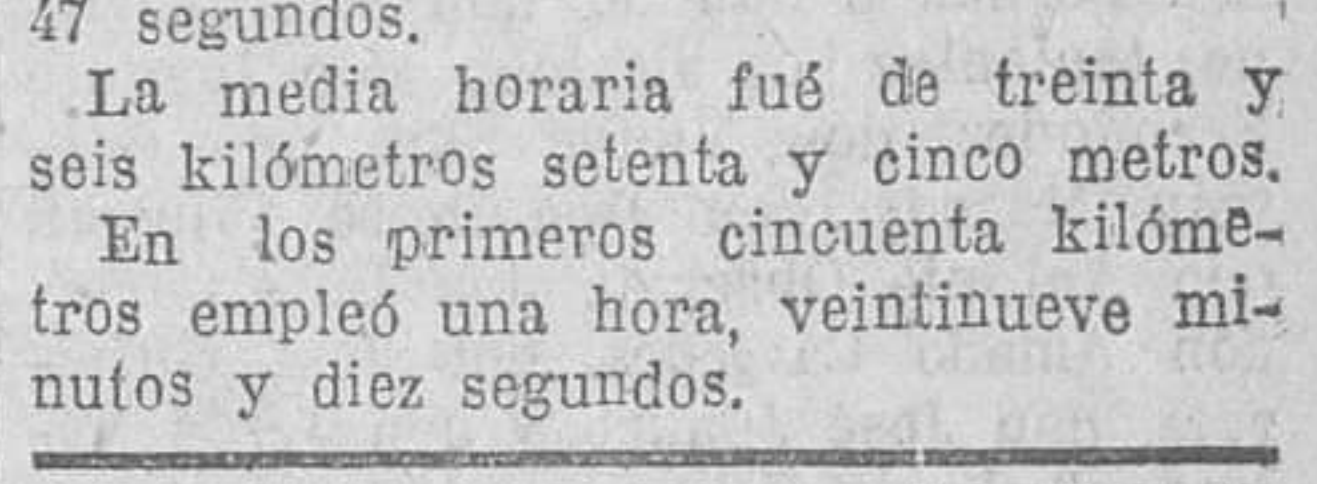 47 segundos.
La media horaria fué de treinta y
seis kilómetros setenta y cinco metros.
En los primeros cincuenta kilóme-
tros empleó una hora, veintinueve mi-
nutos y diez segundos.